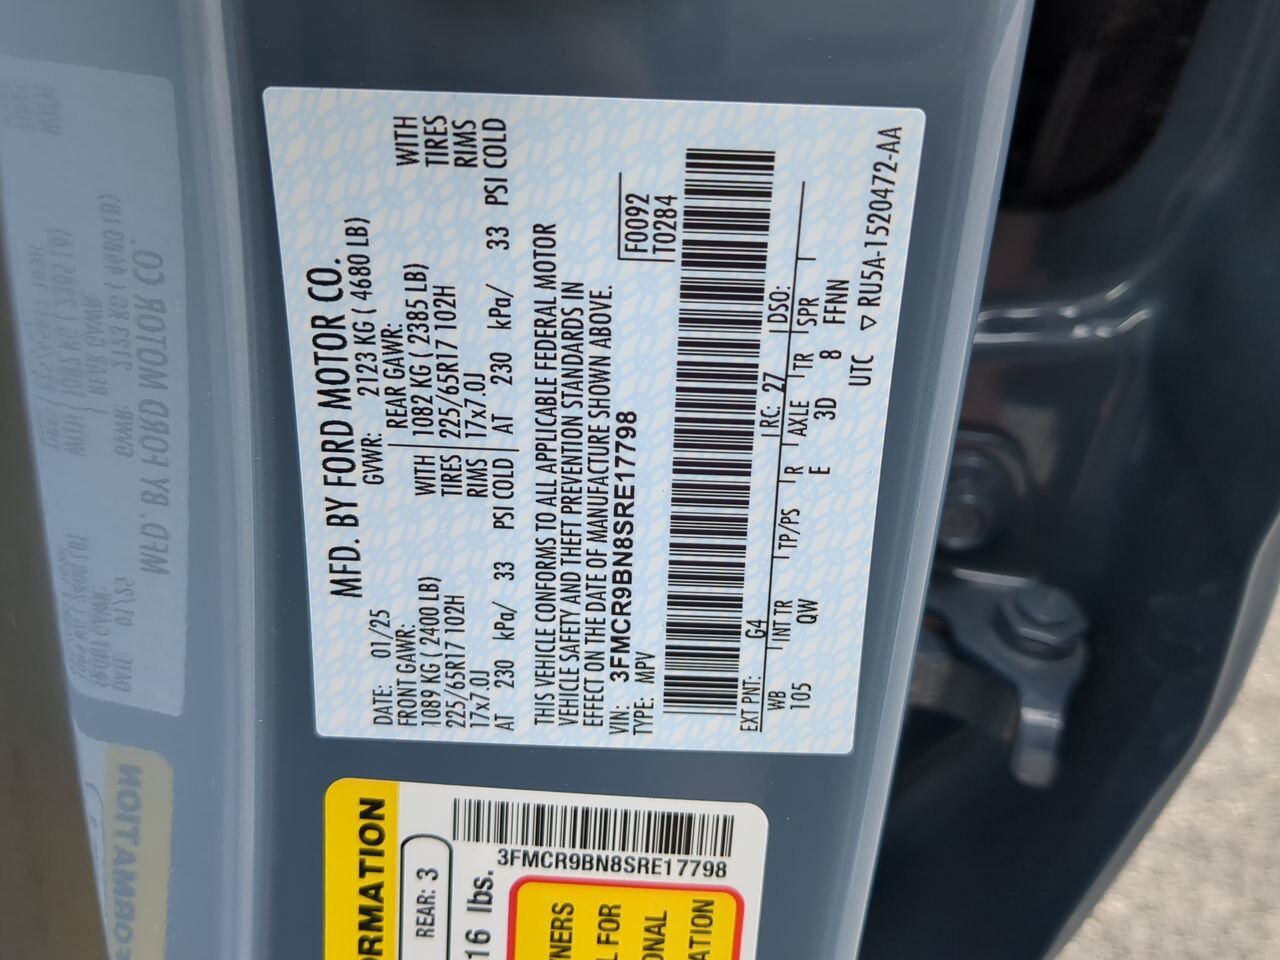 MFD. BY FORD MOTOR CO.
DATE: 01/25 GVWR: 2123 KG ( 4680 LB)
FRONT GAWR: REAR GAWR:
1089 KG ( 2400 LB) WITH 1082 KG ( 2385 LB) WITH
225/65R17 102H TIRES 225/65R17 102H TIRES
17x7.0J RIMS 17x7.0J RIMS
AT 230 kPa/ 33 PSI COLD AT 230 kPa/ 33 PSI COLD
THIS VEHICLE CONFORMS TO ALL APPLICABLE FEDERAL MOTOR
VEHICLE SAFETY AND THEFT PREVENTION STANDARDS IN
EFFECT ON THE DATE OF MANUFACTURE SHOWN ABOVE.
VIN: 3FMCR9BN8SRE17798 F0092
TYPE: MPV T0284
EXT PNT: G4 RC: 27 DSO:
WB INT TR TP/PS R AXLE TR SPR
105 QW E 3D 8 FFNN
UTC ▽ RU5A-1520472-AA
ORMATION
REAR: 3
3FMCR9BN8SRE17798
16 lbs.
NERS
L FOR
ONAL
ATION